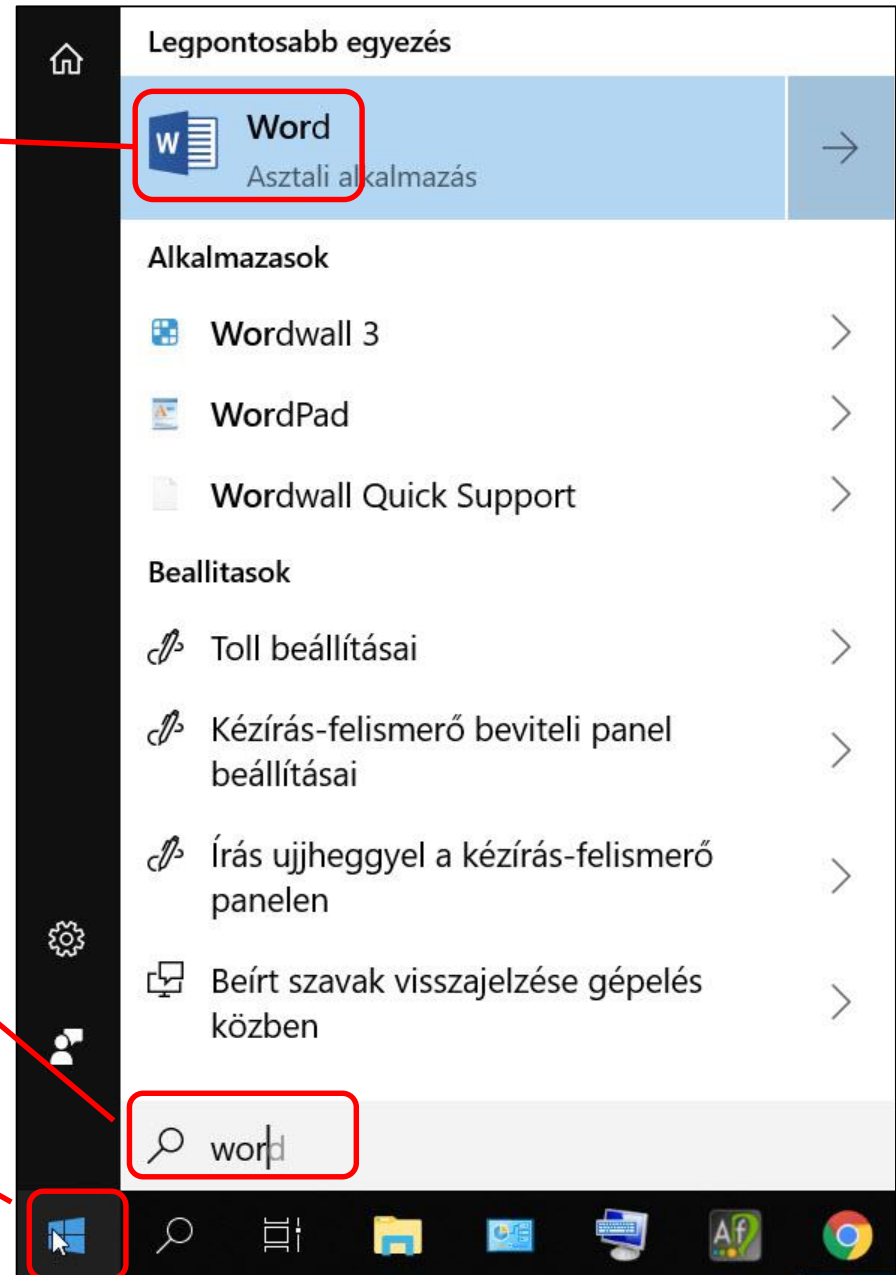 Legpontosabb egyezés
Word
Asztali alkalmazás
Alkalmazasok
Wordwall 3
WordPad
Wordwall Quick Support
Beallitasok
Toll beállításai
Kézírás-felismerő beviteli panel
beállításai
Írás ujjheggyel a kézírás-felismerő
panelen
Beírt szavak visszajelzése gépelés
közben
word